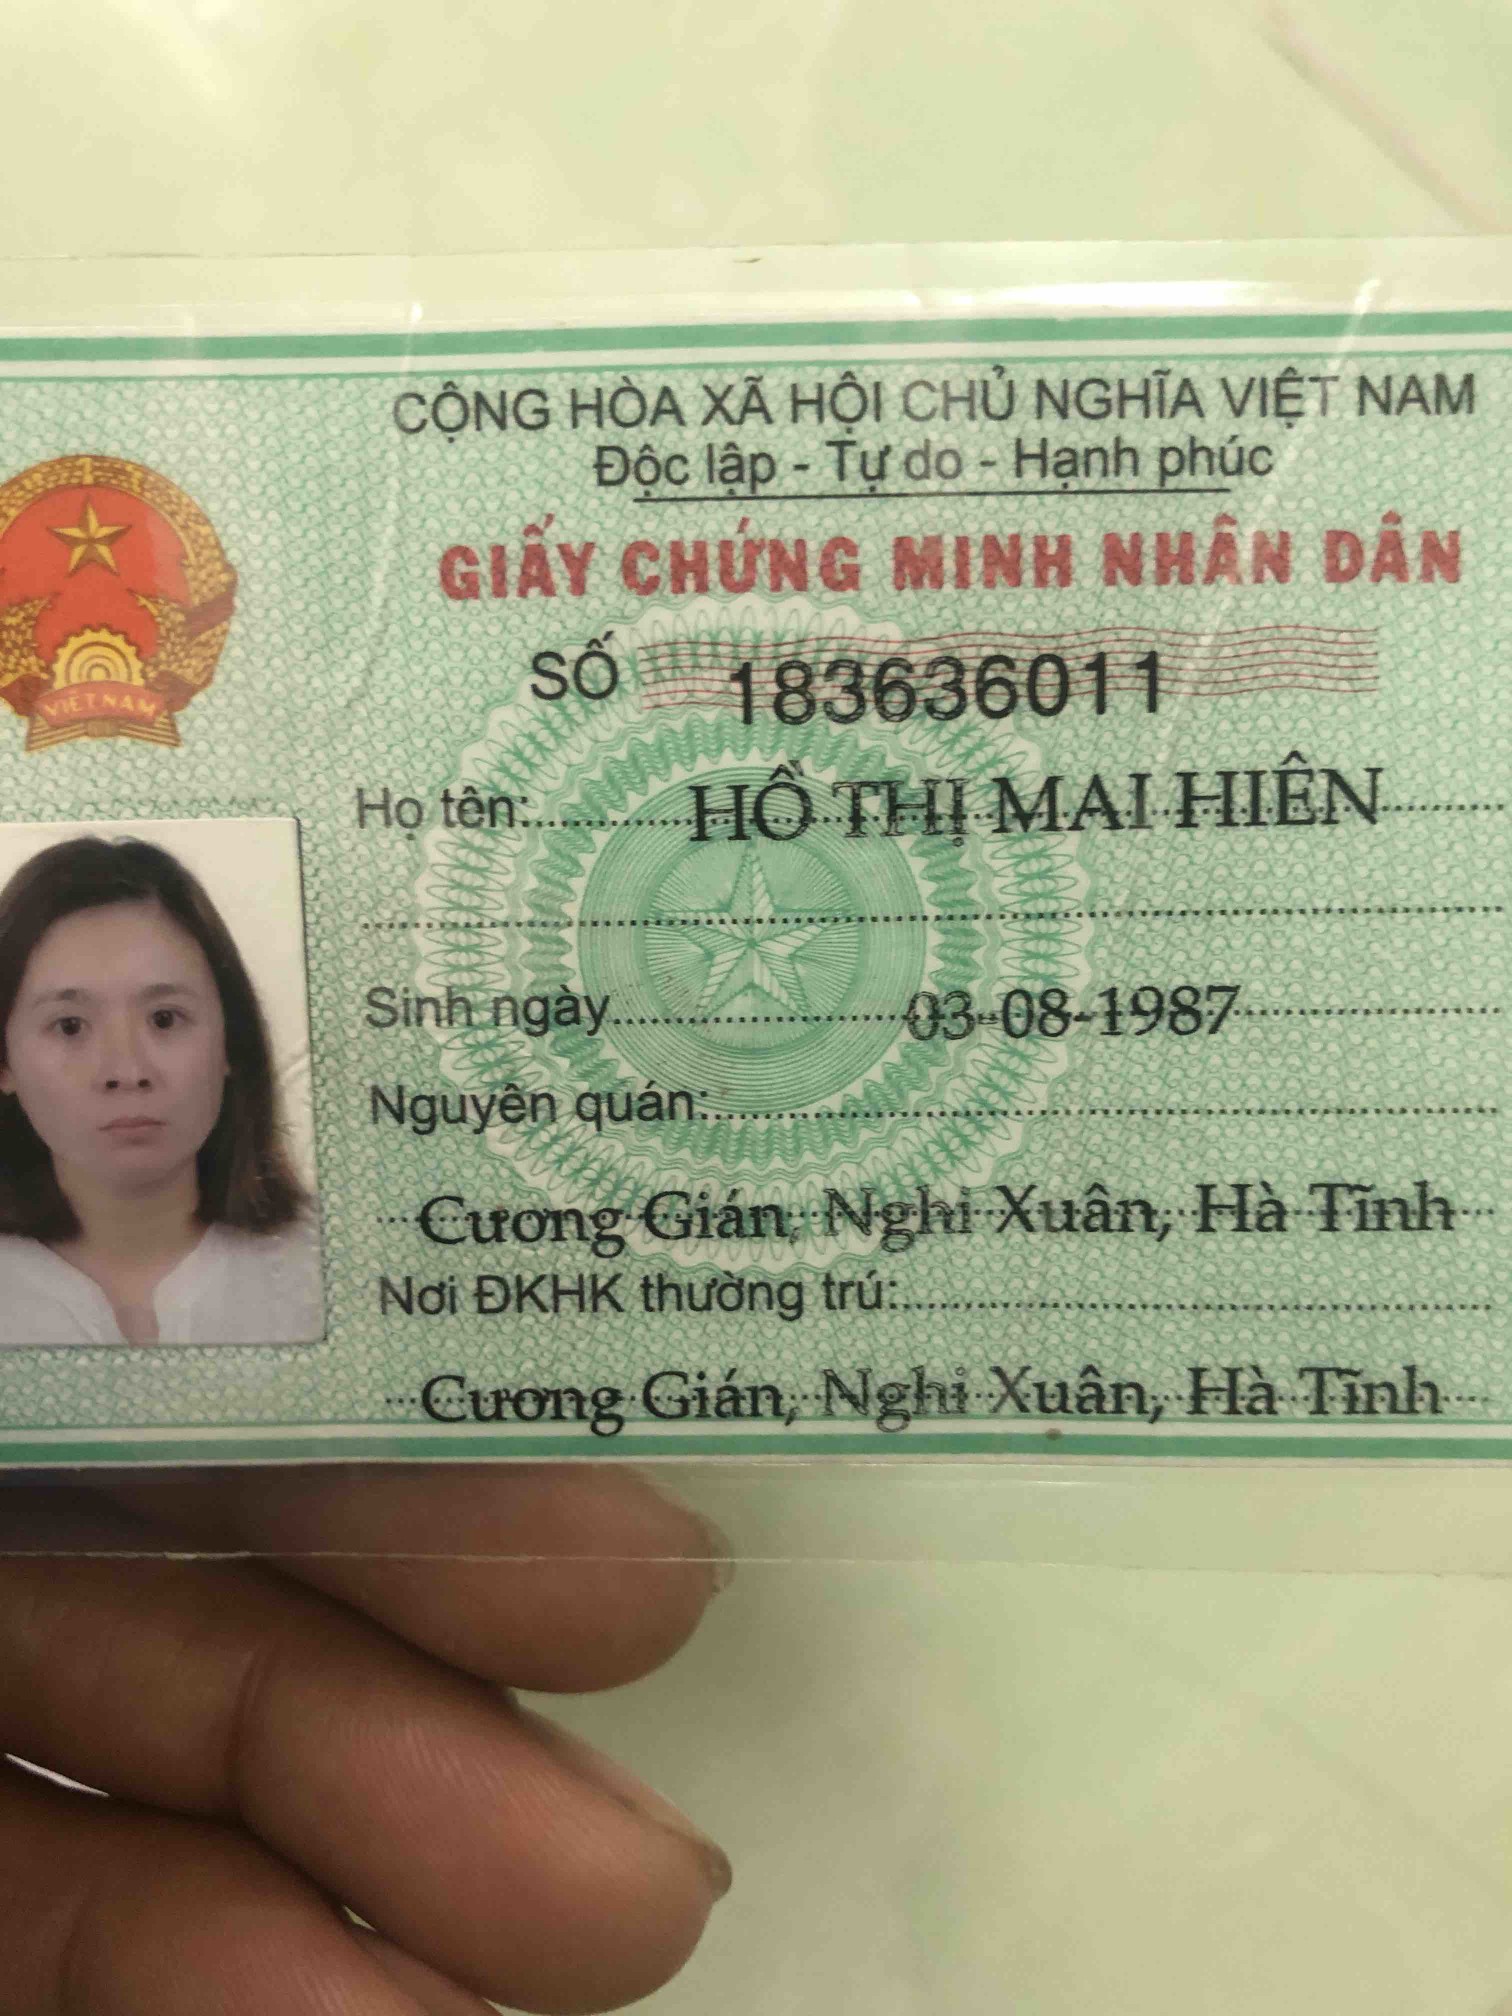 CỘNG HÒA XÃ HỘI CHỦ NGHĨA VIỆT NAM
Độc lập - Tự do - Hạnh phúc
GIẤY CHỨNG MINH NHÂN DÂN
VIỆT NAM
SỐ 183636011
Họ tên: HỒ THỊ MAI HIÊN
Sinh ngày 03-08-1987
Nguyên quán:
Cương Gián, Nghi Xuân, Hà Tĩnh
Nơi ĐKHK thường trú:
Cương Gián, Nghi Xuân, Hà Tĩnh